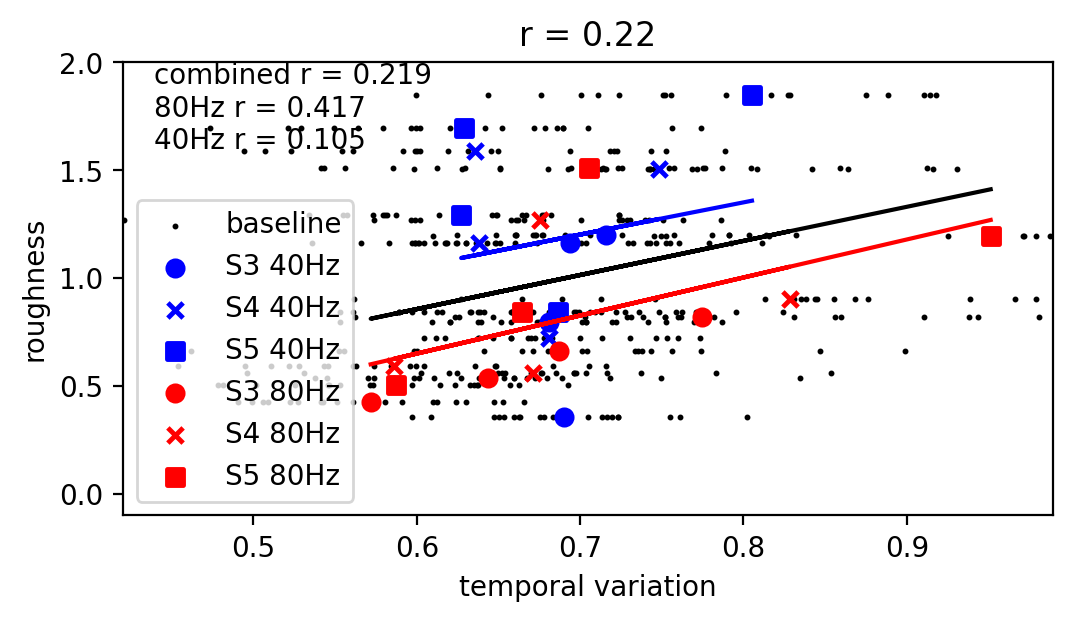 r = 0.22
combined r = 0.219
80Hz r = 0.417
40Hz r = 0.105
2.0
1.5
1.0
0.5
0.0
roughness
baseline
S3 40Hz
S4 40Hz
S5 40Hz
S3 80Hz
S4 80Hz
S5 80Hz
0.5 0.6 0.7 0.8 0.9
temporal variation